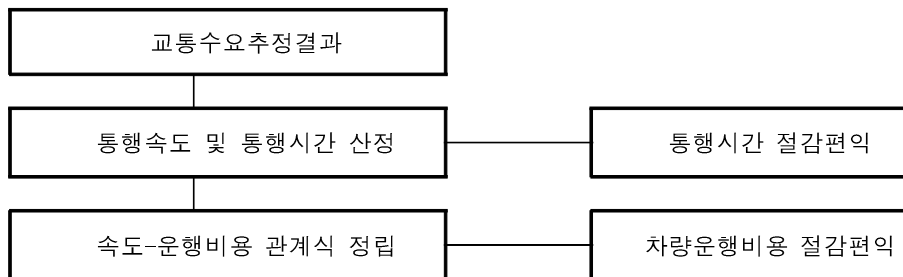 교통수요추정결과
통행속도 및 통행시간 산정
통행시간 절감편익
속도-운행비용 관계식 정립
차량운행비용 절감편익